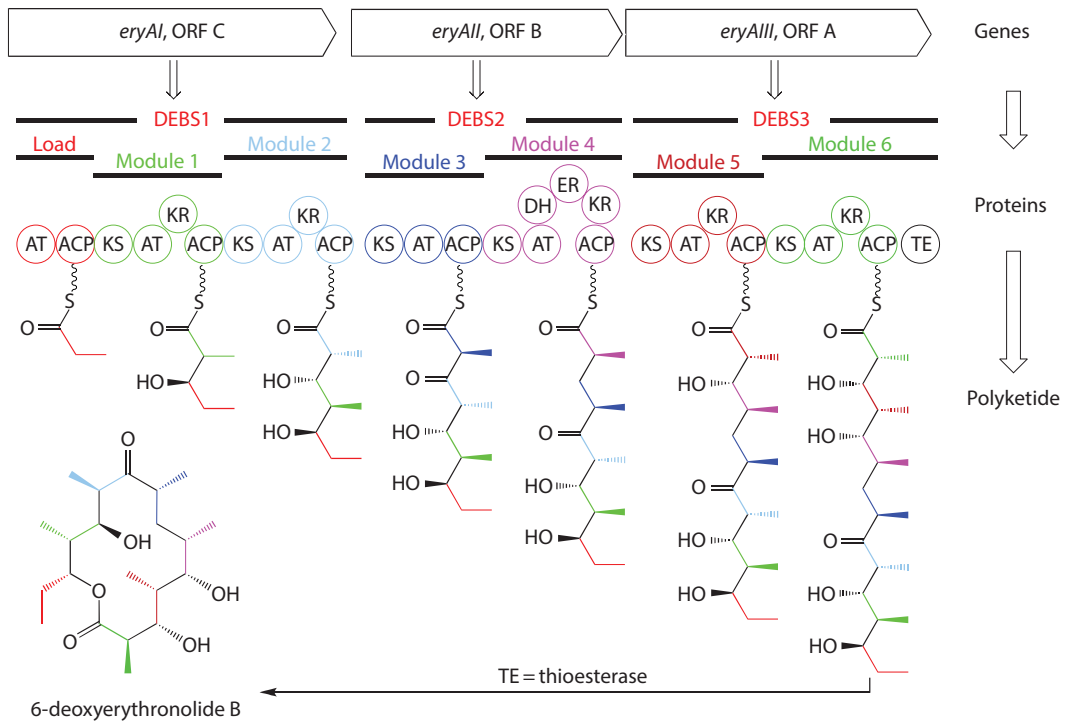 eryAI, ORF C eryAII, ORF B eryAIII, ORF A Genes
DEBS1 DEBS2 DEBS3
Load Module 2 Module 4 Module 6
Module 1 Module 3 Module 5
ER
KR KR DH KR KR KR Proteins
AT ACP KS AT ACP KS AT ACP KS AT ACP KS AT ACP KS AT ACP KS AT ACP TE
S S S S S S S
O O O O O O O
HO HO O HO HO Polyketide
HO HO O HO
O HO HO O
OH HO HO O
O OH HO HO
O OH HO HO
HO
TE = thioesterase
6-deoxyerythronolide B